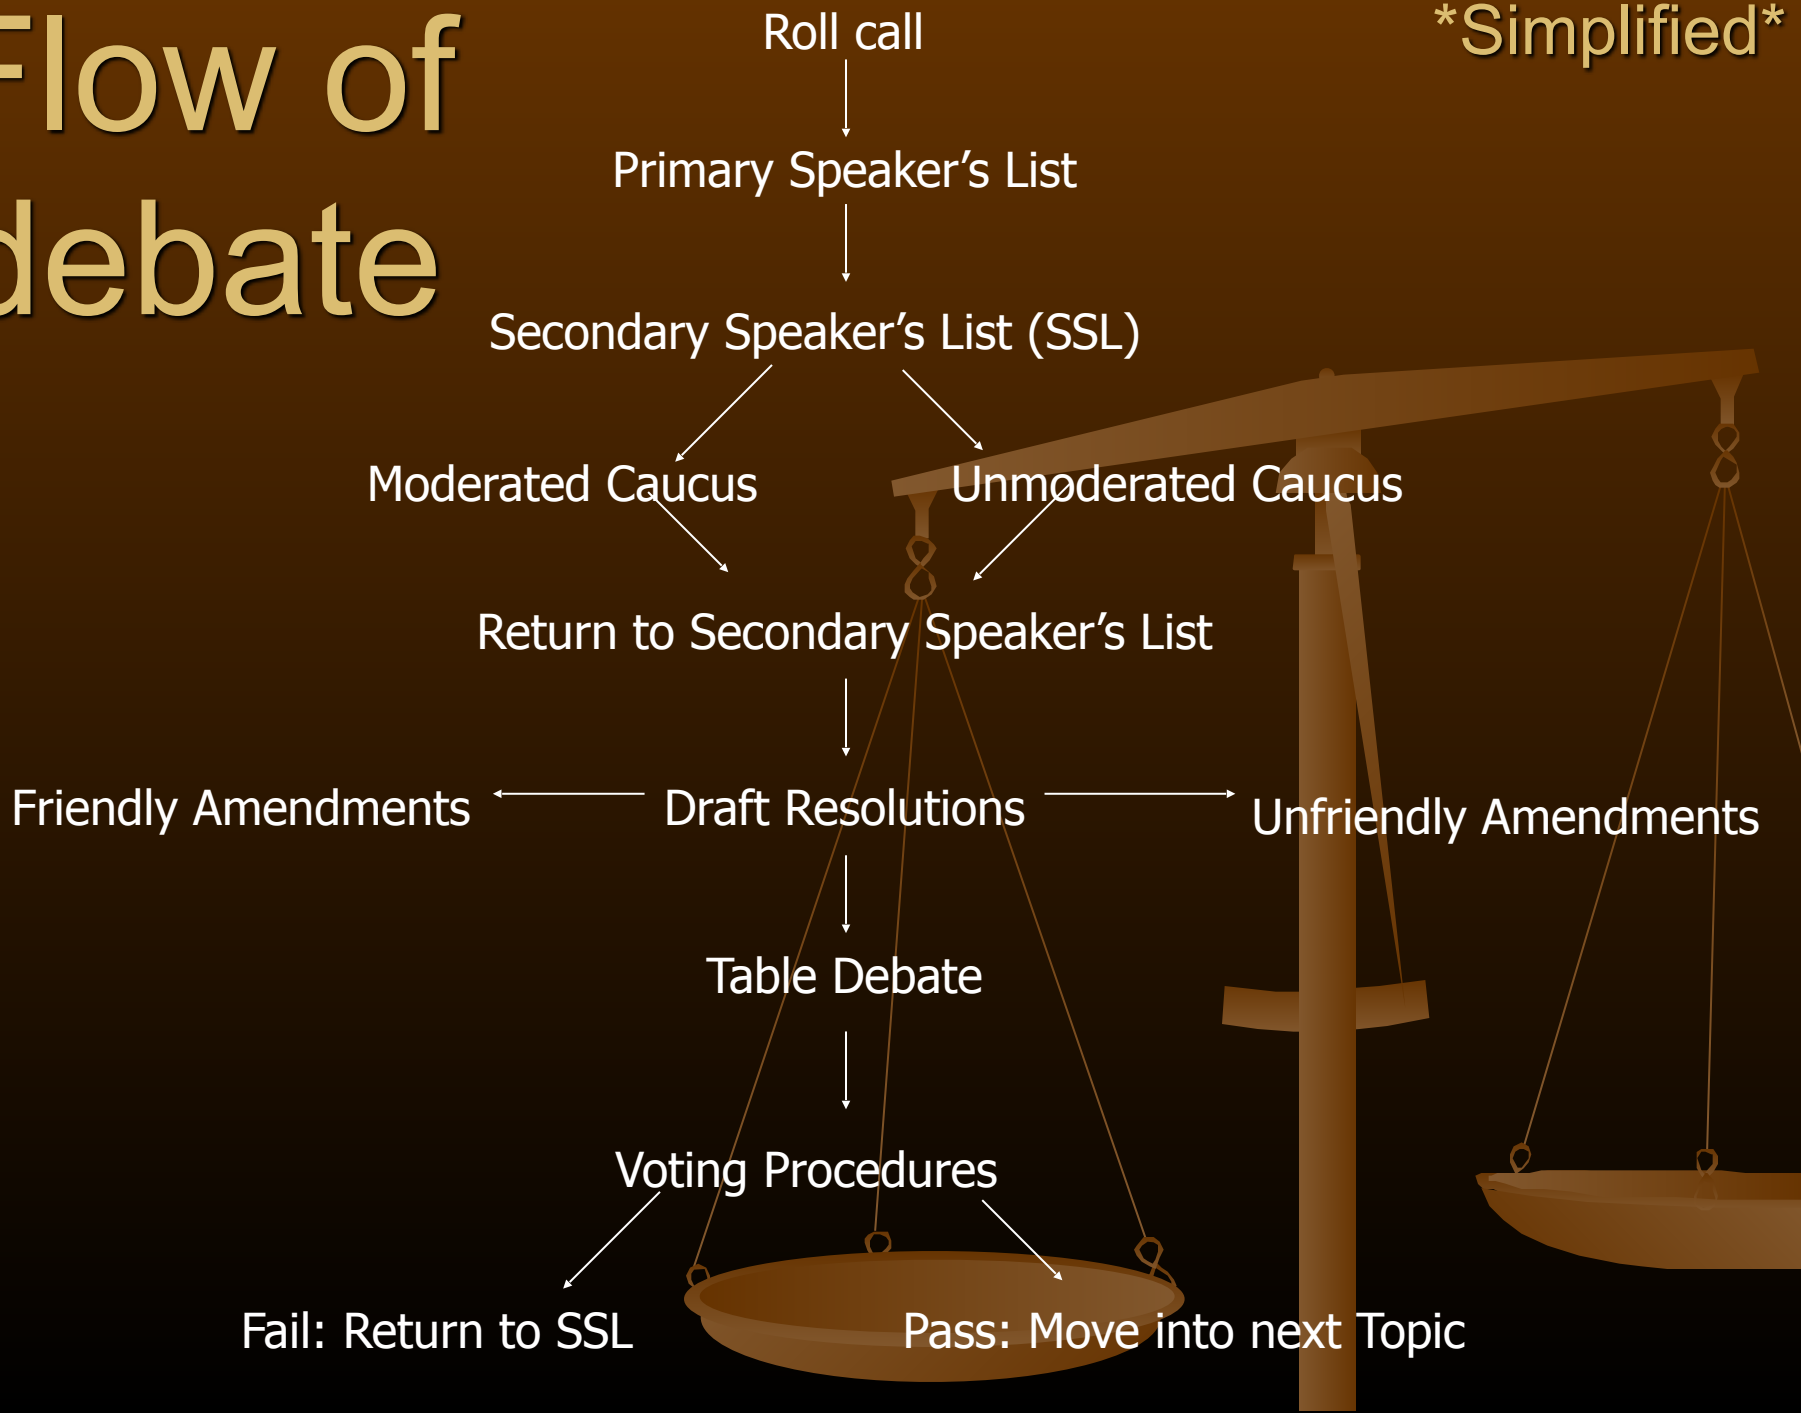 Flow of
debate
*Simplified*
Roll call
Primary Speaker’s List
Secondary Speaker’s List (SSL)
Moderated Caucus
Unmoderated Caucus
Return to Secondary Speaker’s List
Friendly Amendments
Draft Resolutions
Unfriendly Amendments
Table Debate
Voting Procedures
Fail: Return to SSL
Pass: Move into next Topic